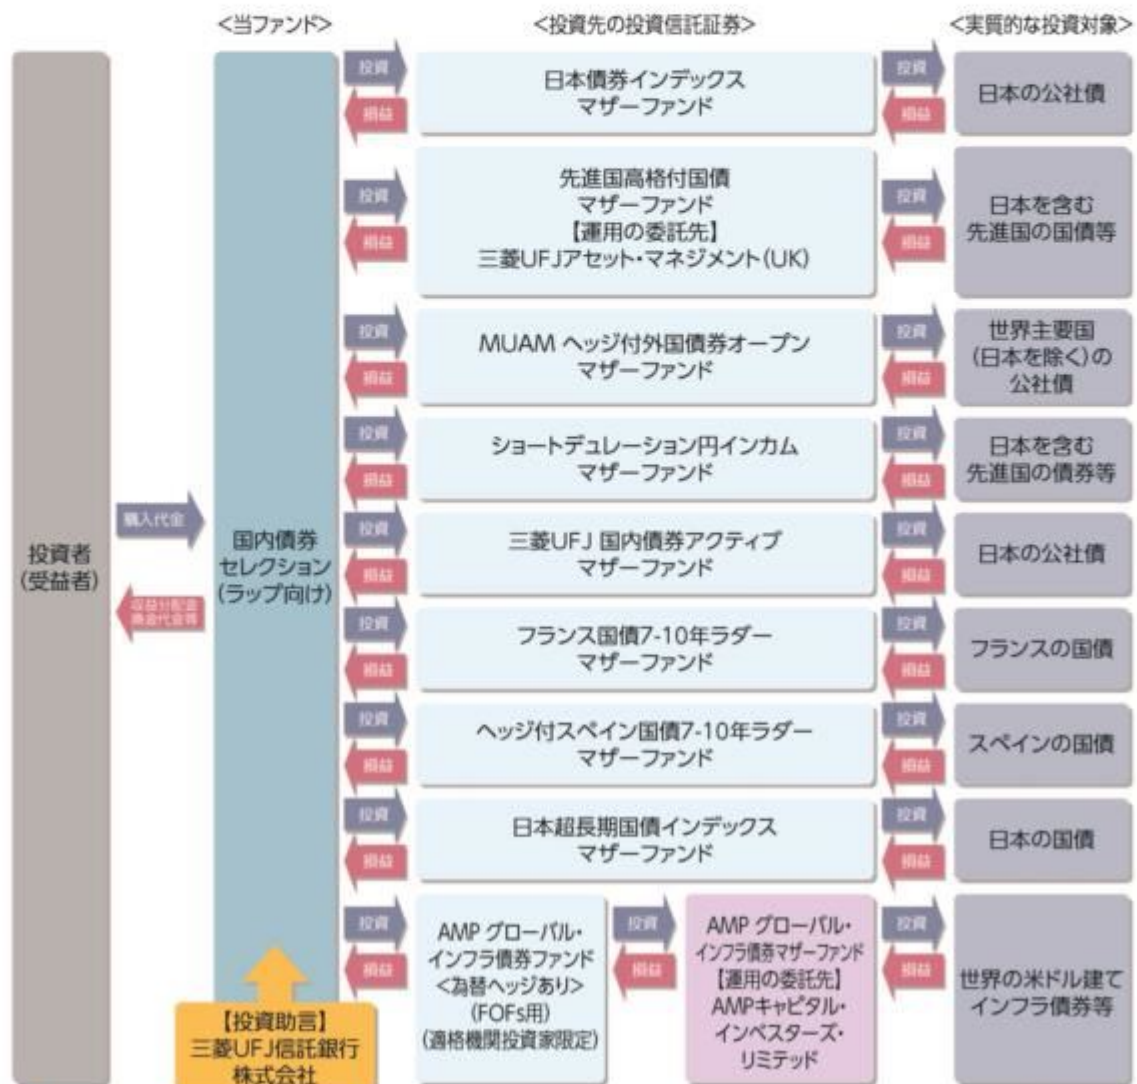 <当ファンド>
<投資先の投資信託証券>
<実質的な投資対象>
投資者
(受益者)
購入代金
収益分配金
換金代金等
国内債券
セレクション
(ラップ向け)
【投資助言】
三菱UFJ信託銀行
株式会社
投資
損益
日本債券インデックス
マザーファンド
投資
損益
日本の公社債
投資
損益
先進国高格付国債
マザーファンド
【運用の委託先】
三菱UFJアセット・マネジメント(UK)
投資
損益
日本を含む
先進国の国債等
投資
損益
MUAM ヘッジ付外国債券オープン
マザーファンド
投資
損益
世界主要国
(日本を除く)の
公社債
投資
損益
ショートデュレーション円インカム
マザーファンド
投資
損益
日本を含む
先進国の債券等
投資
損益
三菱UFJ 国内債券アクティブ
マザーファンド
投資
損益
日本の公社債
投資
損益
フランス国債7-10年ラダー
マザーファンド
投資
損益
フランスの国債
投資
損益
ヘッジ付スペイン国債7-10年ラダー
マザーファンド
投資
損益
スペインの国債
投資
損益
日本超長期国債インデックス
マザーファンド
投資
損益
日本の国債
投資
損益
AMP グローバル・
インフラ債券ファンド
<為替ヘッジあり>
(FOFs用)
(適格機関投資家限定)
投資
損益
AMP グローバル・
インフラ債券マザーファンド
【運用の委託先】
AMPキャピタル・
インベスターズ・
リミテッド
投資
損益
世界の米ドル建て
インフラ債券等